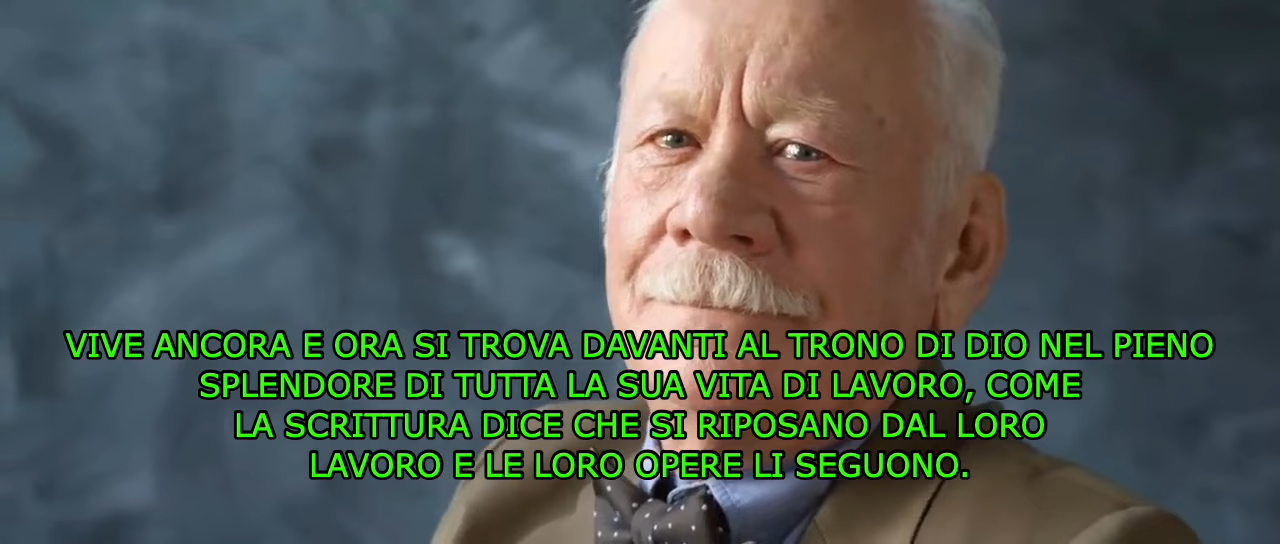 VIVE ANCORA E ORA SI TROVA DAVANTI AL TRONO DI DIO NEL PIENO
SPLENDORE DI TUTTA LA SUA VITA DI LAVORO, COME
LA SCRITTURA DICE CHE SI RIPOSANO DAL LORO
LAVORO E LE LORO OPERE LI SEGUONO.